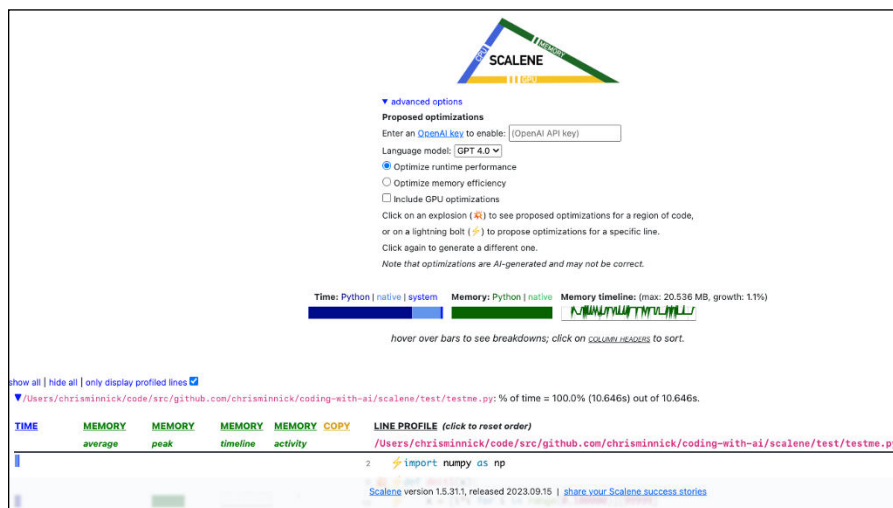 CPU
MEMORY
SCALENE
GPU
▼ advanced options
Proposed optimizations
Enter an OpenAI key to enable: (OpenAI API key)
Language model: GPT 4.0
Optimize runtime performance
Optimize memory efficiency
Include GPU optimizations
Click on an explosion (💥) to see proposed optimizations for a region of code,
or on a lightning bolt (⚡) to propose optimizations for a specific line.
Click again to generate a different one.
Note that optimizations are AI-generated and may not be correct.
Time: Python | native | system Memory: Python | native Memory timeline: (max: 20.536 MB, growth: 1.1%)
hover over bars to see breakdowns; click on COLUMN HEADERS to sort.
show all | hide all | only display profiled lines
▼/Users/chrisminnick/code/src/github.com/chrisminnick/coding-with-ai/scalene/test/testme.py: % of time = 100.0% (10.646s) out of 10.646s.
TIME MEMORY MEMORY MEMORY MEMORY COPY LINE PROFILE (click to reset order)
average peak timeline activity /Users/chrisminnick/code/src/github.com/chrisminnick/coding-with-ai/scalene/test/testme.py
2 ⚡import numpy as np
Scalene version 1.5.31.1, released 2023.09.15 | share your Scalene success stories